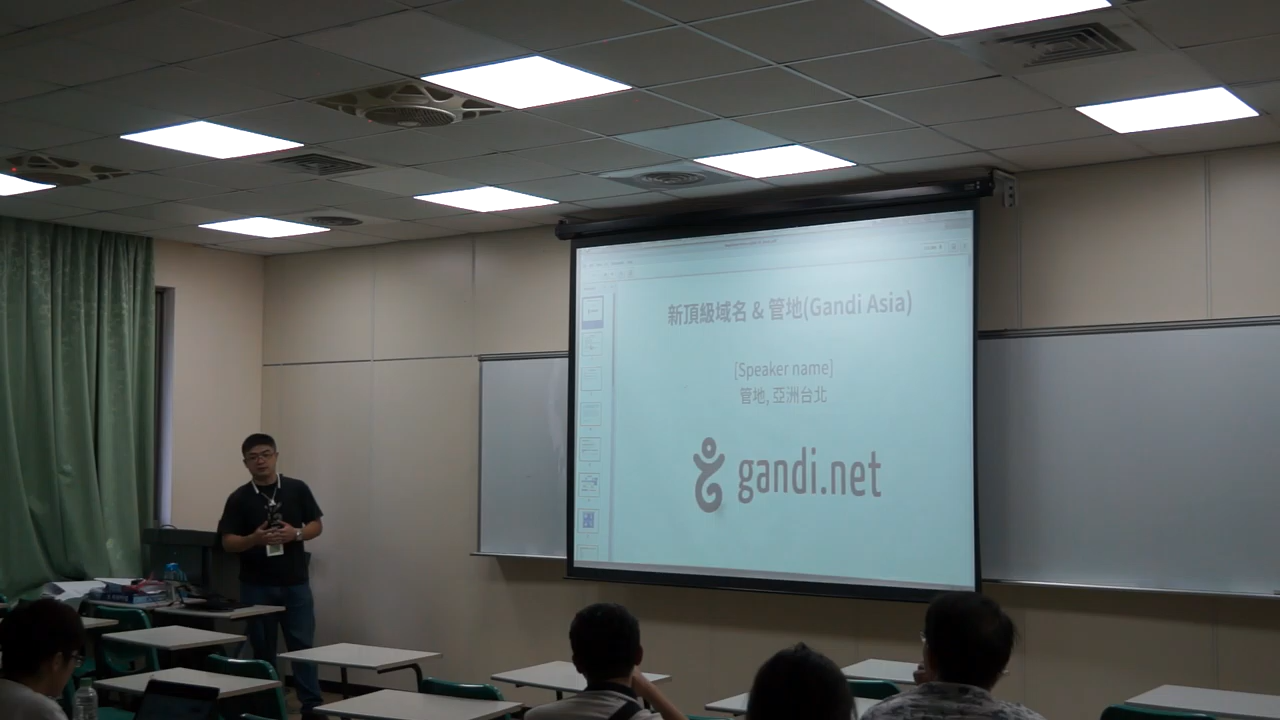 新頂級域名 & 管地(Gandi Asia)
[Speaker name]
管地, 亞洲台北
gandi.net